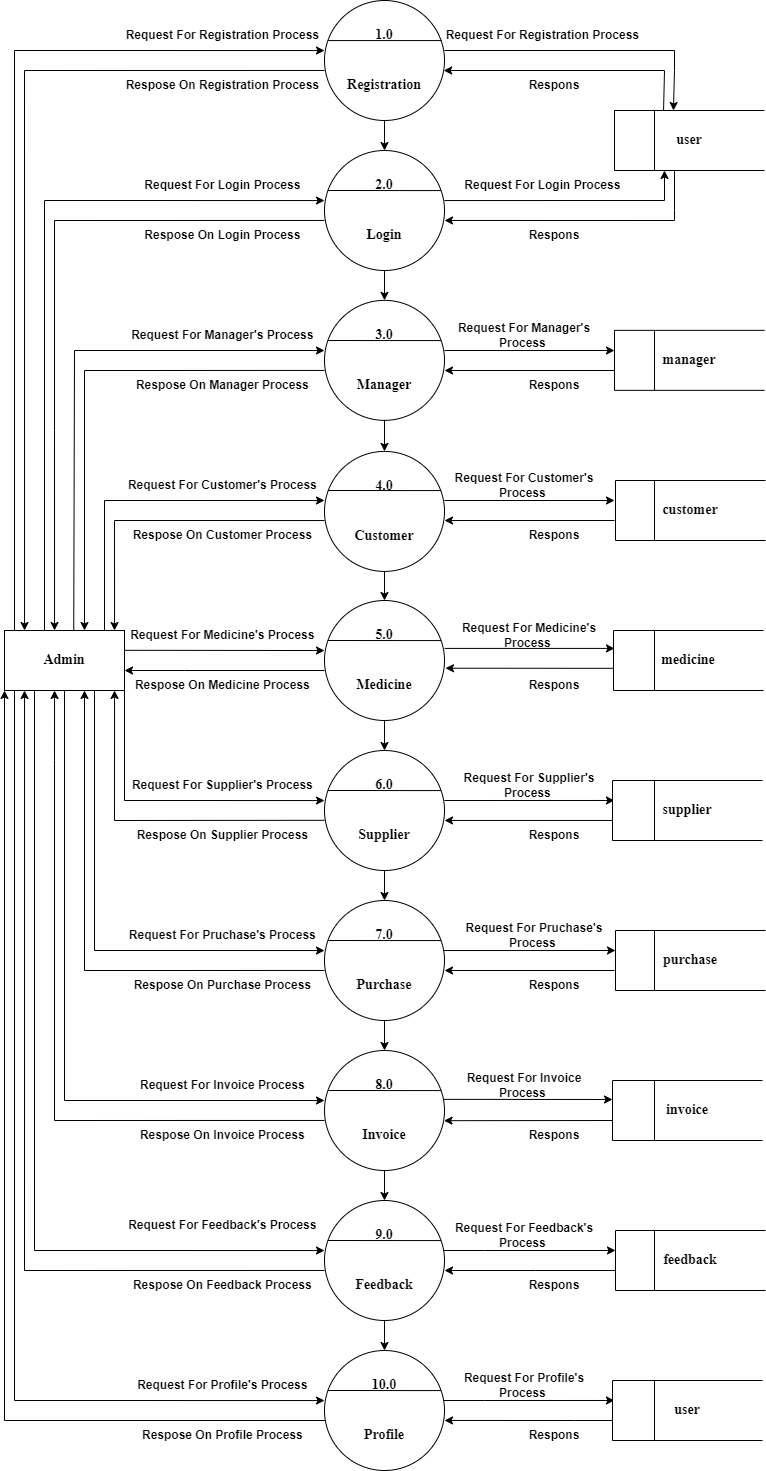 1.0
Request For Registration Process
Request For Registration Process
Registration
Respose On Registration Process
Respons
user
2.0
Request For Login Process
Request For Login Process
Login
Respose On Login Process
Respons
3.0
Request For Manager's Process
Request For Manager's
Process
Manager
Respose On Manager Process
Respons
manager
4.0
Request For Customer's Process
Request For Customer's
Process
Customer
Respose On Customer Process
Respons
customer
Admin
5.0
Request For Medicine's Process
Request For Medicine's
Process
Medicine
Respose On Medicine Process
Respons
medicine
6.0
Request For Supplier's Process
Request For Supplier's
Process
Supplier
Respose On Supplier Process
Respons
supplier
7.0
Request For Pruchase's Process
Request For Pruchase's
Process
Purchase
Respose On Purchase Process
Respons
purchase
8.0
Request For Invoice Process
Request For Invoice
Process
Invoice
Respose On Invoice Process
Respons
invoice
9.0
Request For Feedback's Process
Request For Feedback's
Process
Feedback
Respose On Feedback Process
Respons
feedback
10.0
Request For Profile's Process
Request For Profile's
Process
Profile
Respose On Profile Process
Respons
user